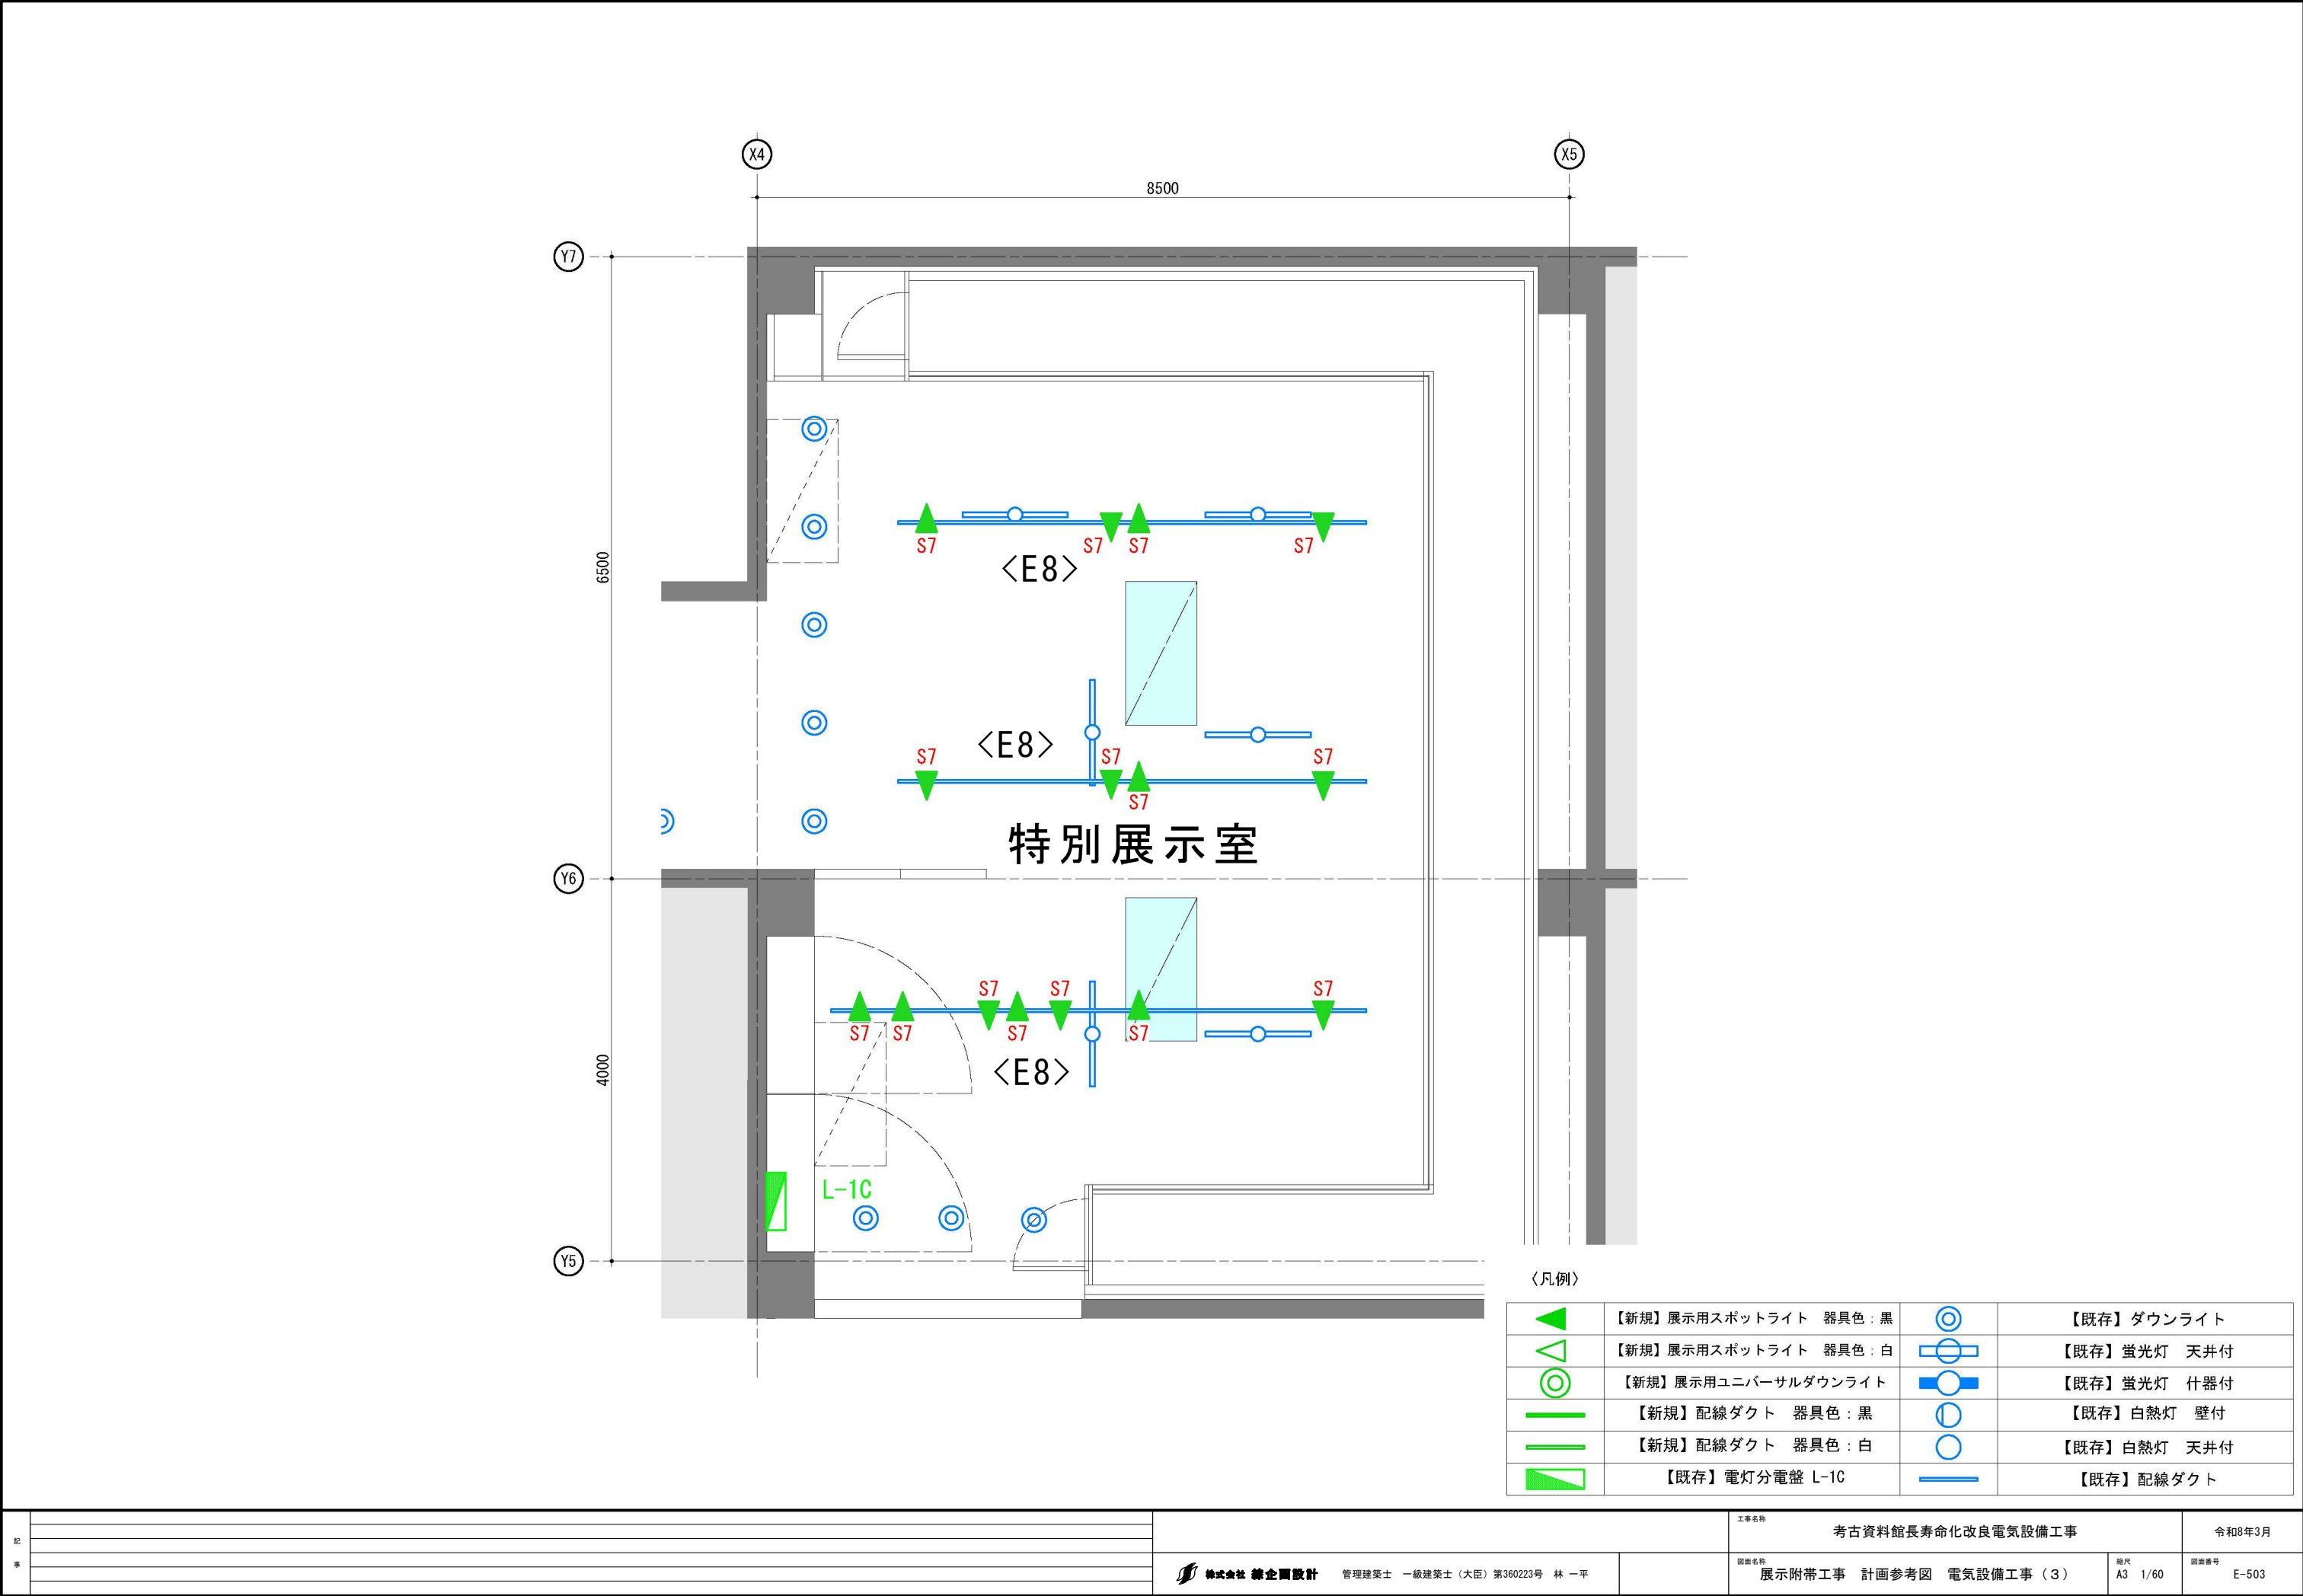 X4 X5
8500
Y7
S7 S7 S7 S7
<E8>
6500
<E8>
S7 S7 S7
S7
特別展示室
Y6
S7 S7 S7
S7 S7 S7 S7
<E8>
4000
L-1C
Y5
〈凡例〉
【新規】展示用スポットライト 器具色：黒 【既存】ダウンライト
【新規】展示用スポットライト 器具色：白 【既存】蛍光灯 天井付
【新規】展示用ユニバーサルダウンライト 【既存】蛍光灯 什器付
【新規】配線ダクト 器具色：黒 【既存】白熱灯 壁付
【新規】配線ダクト 器具色：白 【既存】白熱灯 天井付
【既存】電灯分電盤 L-1C 【既存】配線ダクト
記事
工事名称
考古資料館長寿命化改良電気設備工事 令和8年3月
株式会社 線企画設計 管理建築士 一級建築士（大臣）第360223号 林 一平
図面名称 縮尺 図面番号
展示附帯工事 計画参考図 電気設備工事（３） A3 1/60 E-503